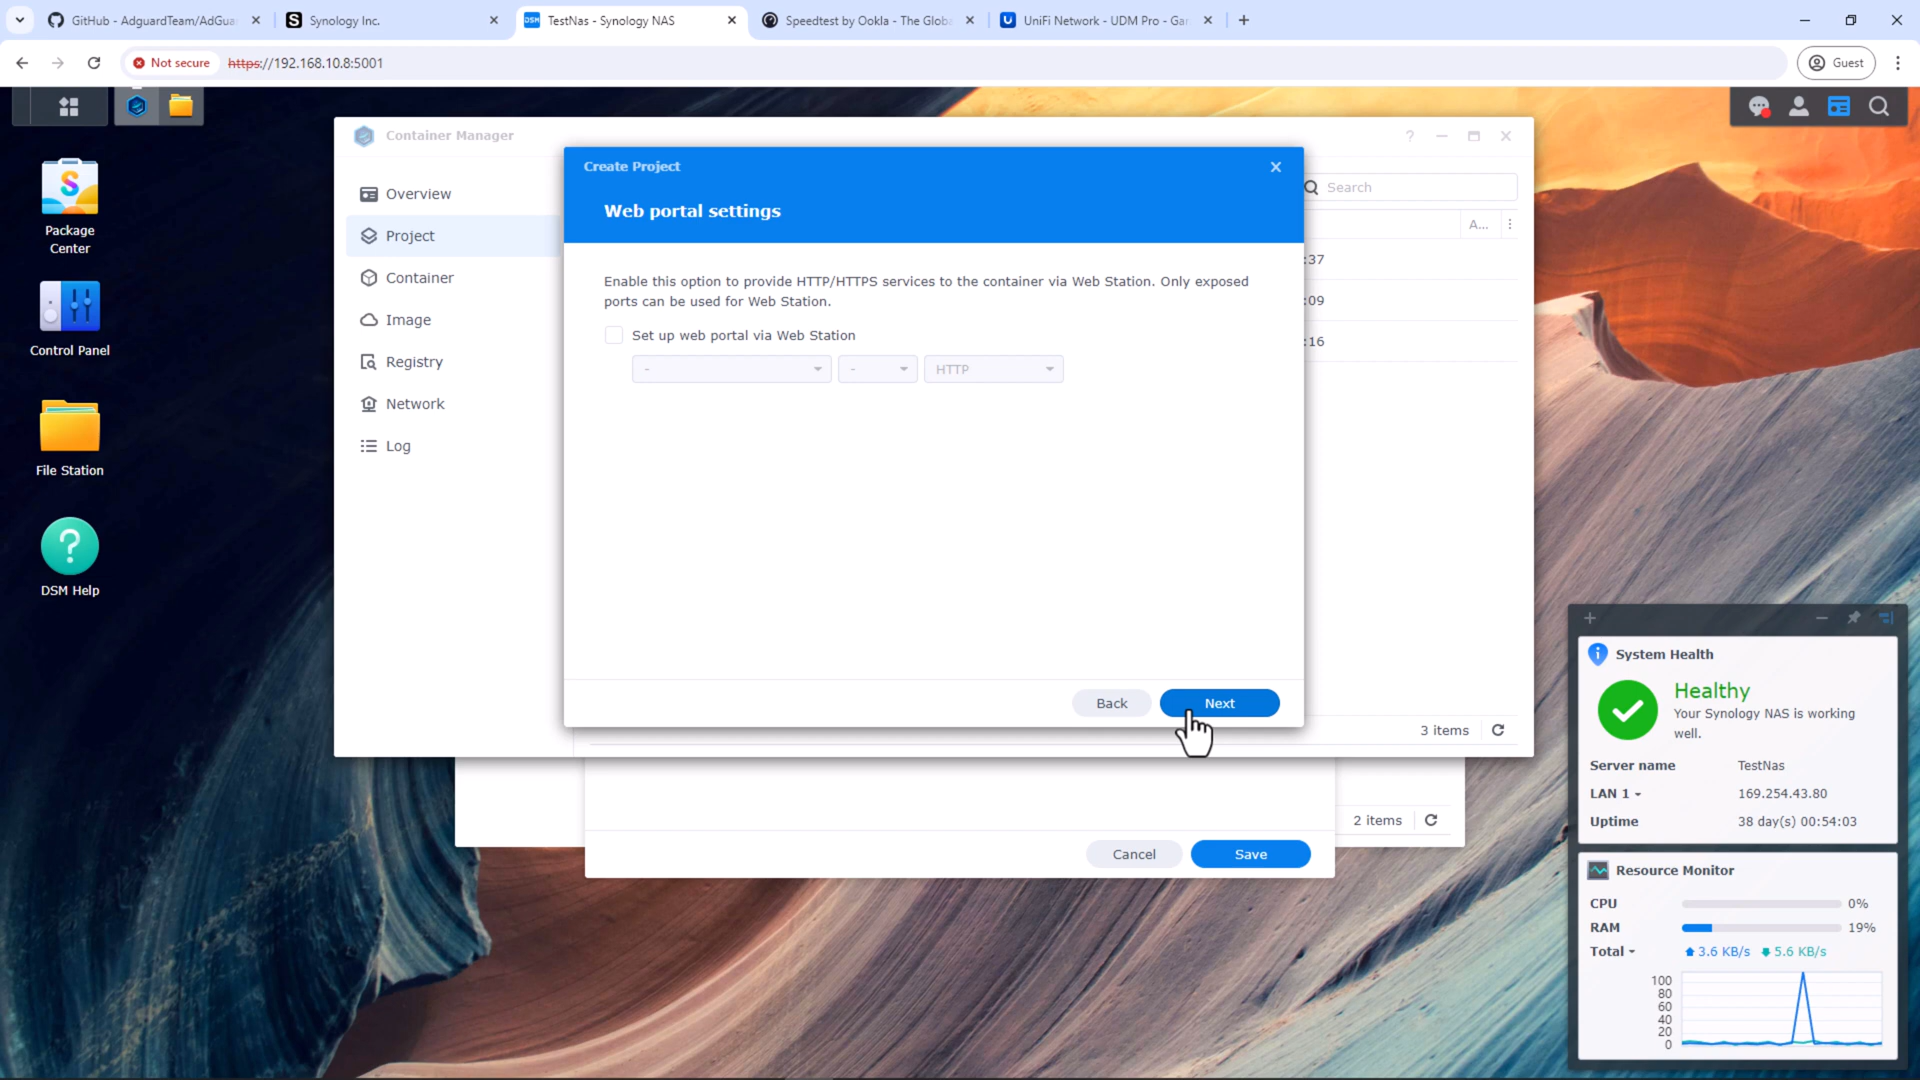 GitHub - AdguardTeam/AdGua
Synology Inc.
DSM
TestNas - Synology NAS
Speedtest by Ookla - The Globa
UniFi Network - UDM Pro - Ga
Not secure
https://192.168.10.8:5001
Guest
Package
Center
Control Panel
File Station
DSM Help
Container Manager
Overview
Project
Container
Image
Registry
Network
Log
Search
A...
:37
:09
:16
3 items
Create Project
Web portal settings
Enable this option to provide HTTP/HTTPS services to the container via Web Station. Only exposed
ports can be used for Web Station.
Set up web portal via Web Station
- - HTTP
Back
Next
2 items
Cancel
Save
System Health
Healthy
Your Synology NAS is working
well.
Server name TestNas
LAN 1 169.254.43.80
Uptime 38 day(s) 00:54:03
Resource Monitor
CPU 0%
RAM 19%
Total 3.6 KB/s 5.6 KB/s
100
80
60
40
20
0